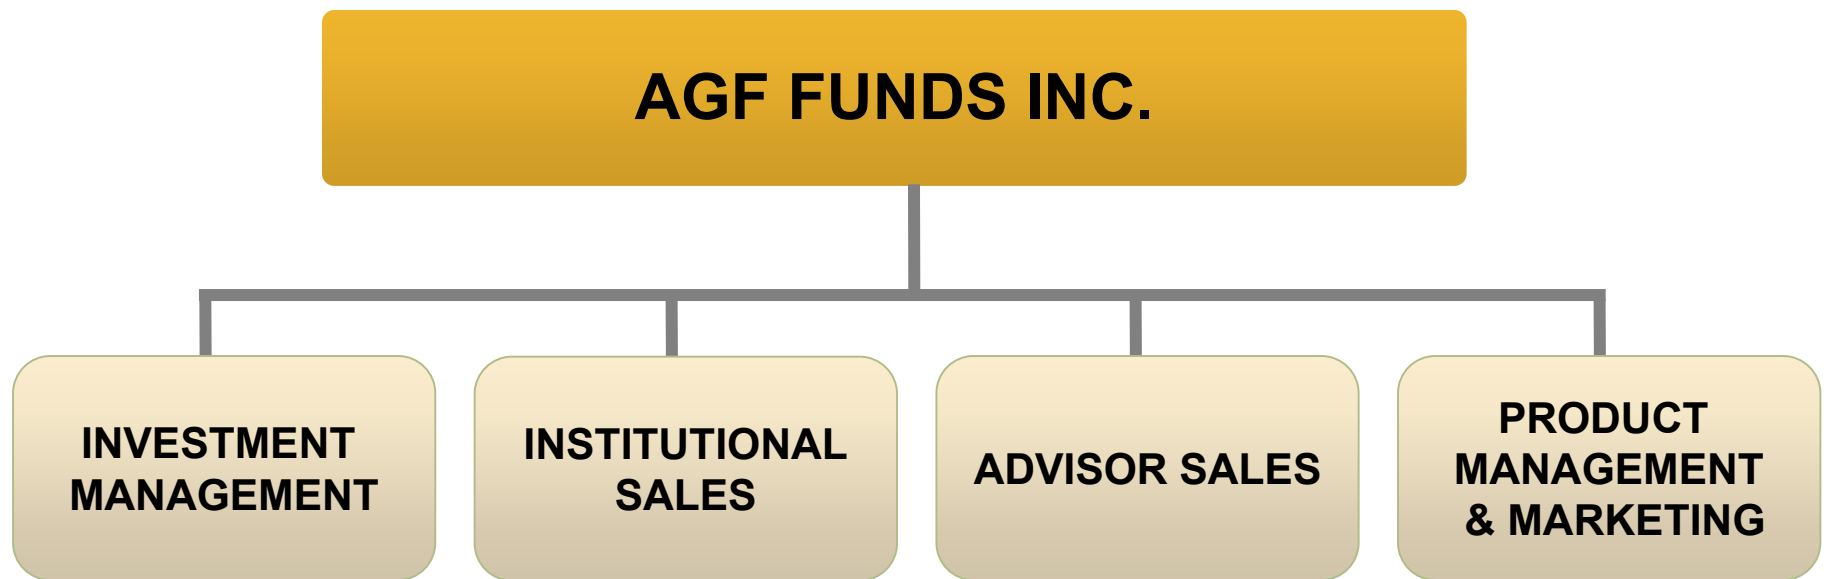 AGF FUNDS INC.
INVESTMENT
MANAGEMENT
INSTITUTIONAL
SALES
ADVISOR SALES
PRODUCT
MANAGEMENT
& MARKETING